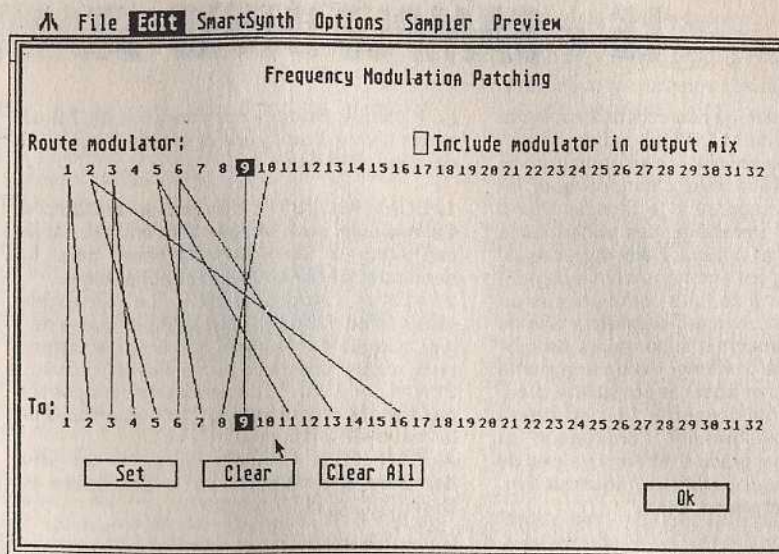 File Edit SmartSynth Options Sampler Preview
Frequency Modulation Patching
Route modulator: Include modulator in output mix
1 2 3 4 5 6 7 8 9 10 11 12 13 14 15 16 17 18 19 20 21 22 23 24 25 26 27 28 29 30 31 32
To:
1 2 3 4 5 6 7 8 9 10 11 12 13 14 15 16 17 18 19 20 21 22 23 24 25 26 27 28 29 30 31 32
Set Clear Clear All
Ok